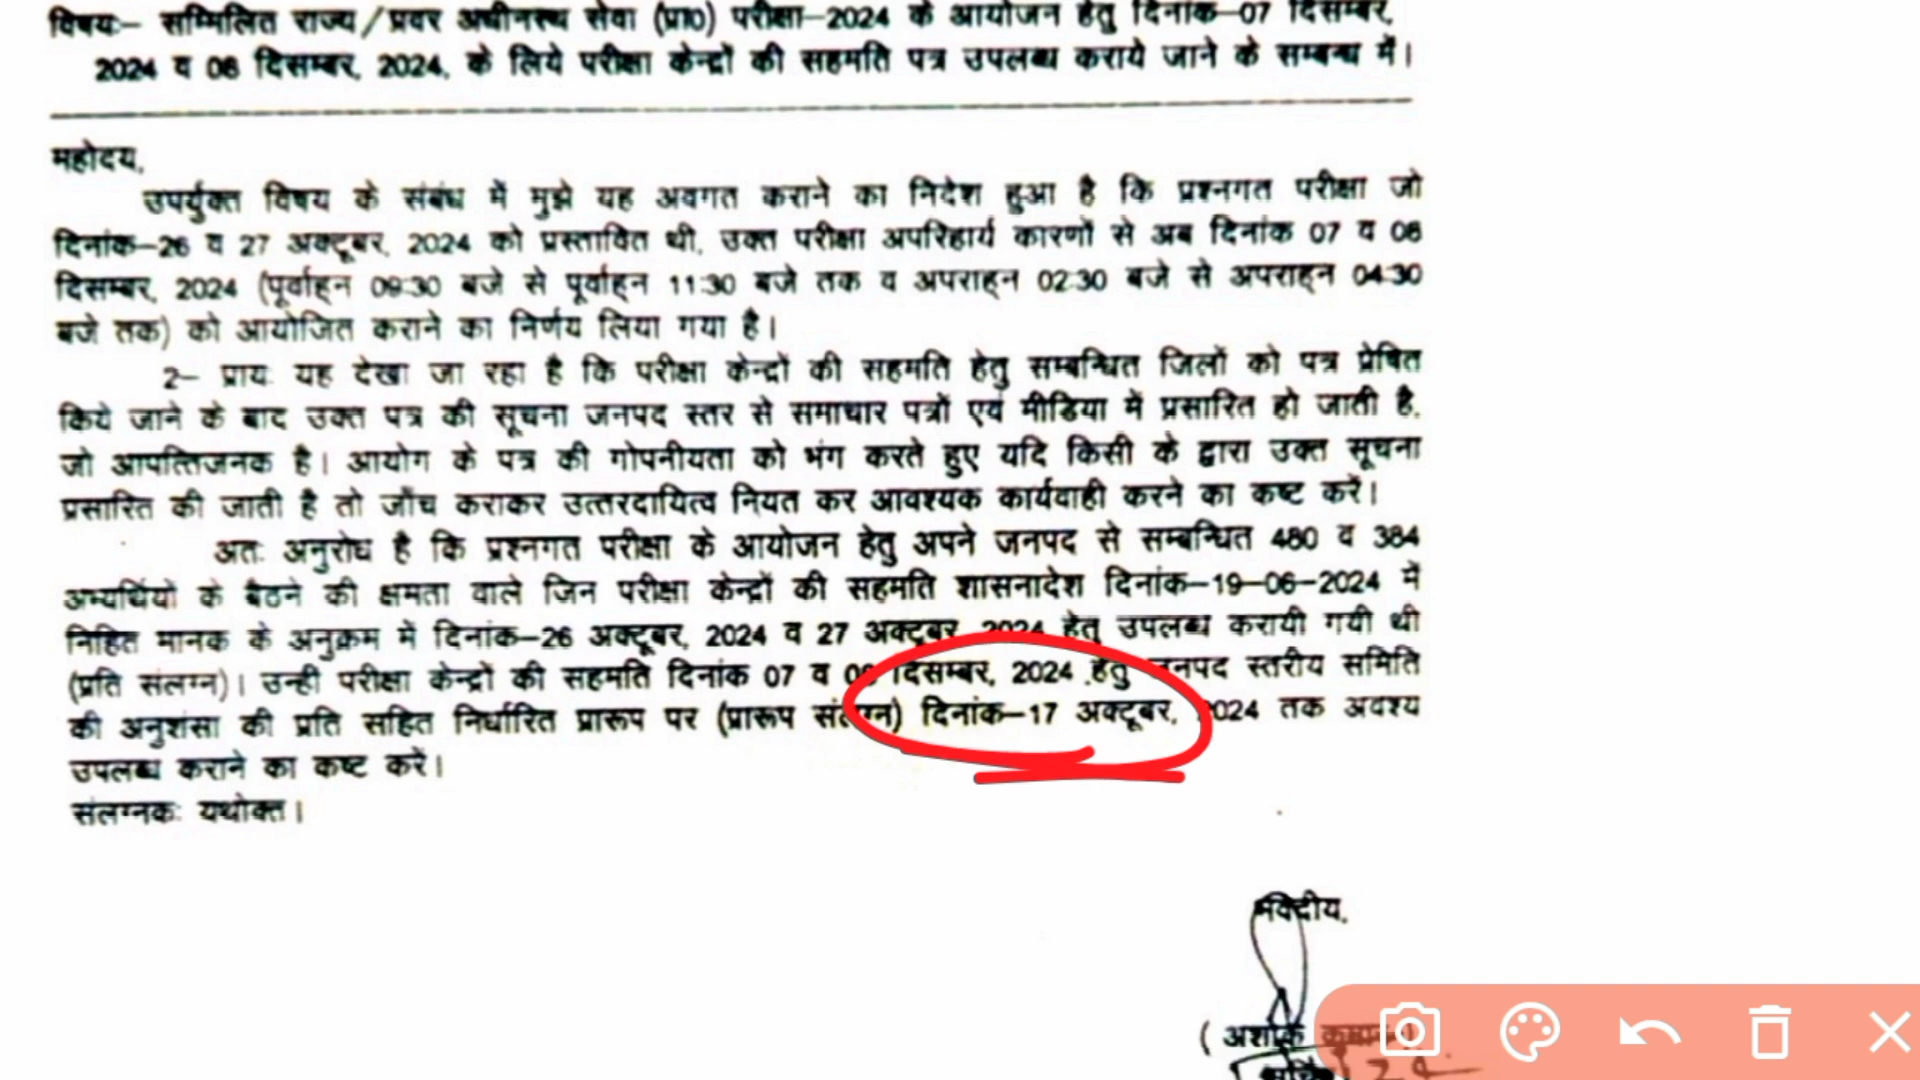 विषयः– सम्मिलित राज्य/प्रवर अधीनस्थ सेवा (प्रा0) परीक्षा–2024 के आयोजन हेतु दिनांक–07 दिसम्बर,
2024 व 08 दिसम्बर, 2024, के लिये परीक्षा केन्द्रों की सहमति पत्र उपलब्ध कराये जाने के सम्बन्ध में।
महोदय,
उपर्युक्त विषय के संबंध में मुझे यह अवगत कराने का निदेश हुआ है कि प्रश्नगत परीक्षा जो
दिनांक–26 व 27 अक्टूबर, 2024 को प्रस्तावित थी, उक्त परीक्षा अपरिहार्य कारणों से अब दिनांक 07 व 08
दिसम्बर, 2024 (पूर्वाहन 09:30 बजे से पूर्वाहन 11:30 बजे तक व अपराहन 02:30 बजे से अपराहन 04:30
बजे तक) को आयोजित कराने का निर्णय लिया गया है।
2– प्रायः यह देखा जा रहा है कि परीक्षा केन्द्रों की सहमति हेतु सम्बन्धित जिलों को पत्र प्रेषित
किये जाने के बाद उक्त पत्र की सूचना जनपद स्तर से समाचार पत्रों एवं मीडिया में प्रसारित हो जाती है,
जो आपत्तिजनक है। आयोग के पत्र की गोपनीयता को भंग करते हुए यदि किसी के द्वारा उक्त सूचना
प्रसारित की जाती है तो जाँच कराकर उत्तरदायित्व नियत कर आवश्यक कार्यवाही करने का कष्ट करें।
अतः अनुरोध है कि प्रश्नगत परीक्षा के आयोजन हेतु अपने जनपद से सम्बन्धित 480 व 384
अभ्यर्थियों के बैठने की क्षमता वाले जिन परीक्षा केन्द्रों की सहमति शासनादेश दिनांक–19–06–2024 में
निहित मानक के अनुक्रम में दिनांक–26 अक्टूबर, 2024 व 27 अक्टूबर, 2024 हेतु उपलब्ध करायी गयी थी
(प्रति संलग्न)। उन्ही परीक्षा केन्द्रों की सहमति दिनांक 07 व 08 दिसम्बर, 2024 हेतु जनपद स्तरीय समिति
की अनुशंसा की प्रति सहित निर्धारित प्रारूप पर (प्रारूप संलग्न) दिनांक–17 अक्टूबर, 2024 तक अवश्य
उपलब्ध कराने का कष्ट करें।
संलग्नकः यथोक्त।
भवदीय,
( अशोक कुमार )